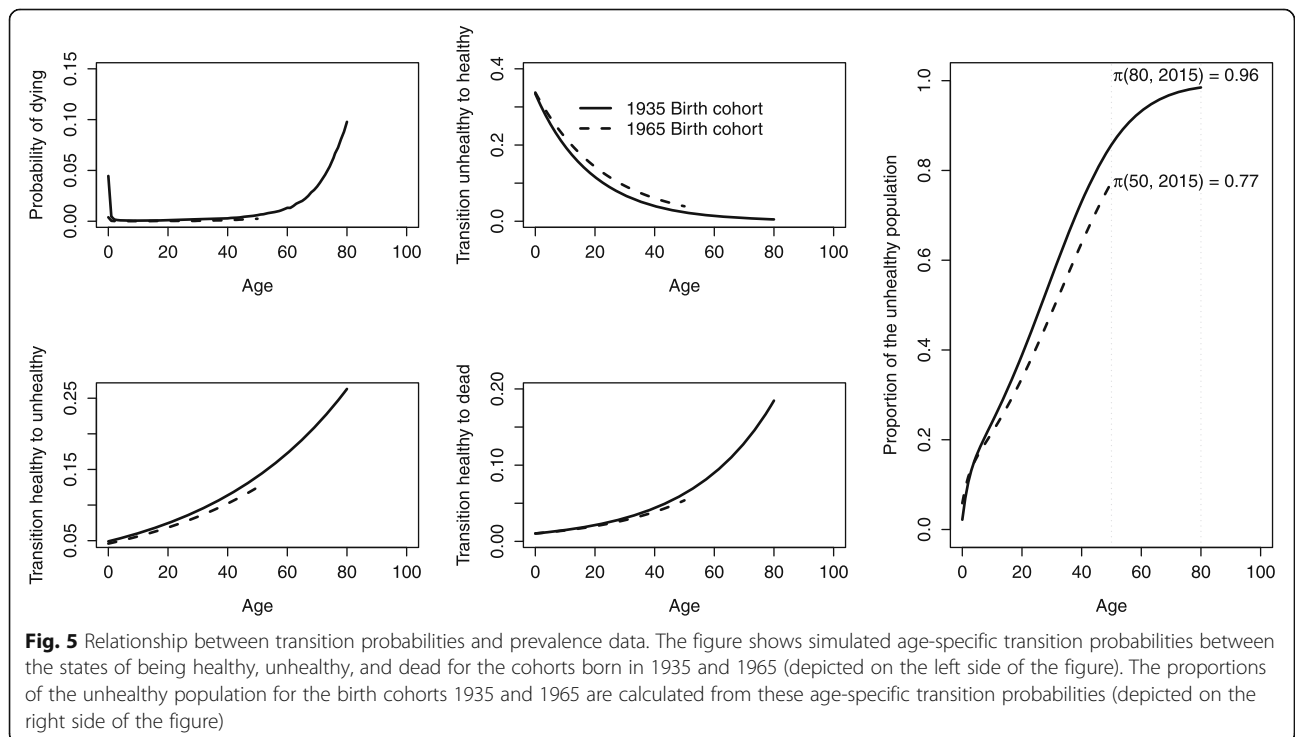 Probability of dying
0.00 0.05 0.10 0.15
0 20 40 60 80 100
Age
Transition unhealthy to healthy
0.0 0.2 0.4
1935 Birth cohort
1965 Birth cohort
0 20 40 60 80 100
Age
Transition healthy to unhealthy
0.05 0.15 0.25
0 20 40 60 80 100
Age
Transition healthy to dead
0.00 0.10 0.20
0 20 40 60 80 100
Age
Proportion of the unhealthy population
0.0 0.2 0.4 0.6 0.8 1.0
π(80, 2015) = 0.96
π(50, 2015) = 0.77
0 20 40 60 80 100
Age
Fig. 5 Relationship between transition probabilities and prevalence data. The figure shows simulated age-specific transition probabilities between
the states of being healthy, unhealthy, and dead for the cohorts born in 1935 and 1965 (depicted on the left side of the figure). The proportions
of the unhealthy population for the birth cohorts 1935 and 1965 are calculated from these age-specific transition probabilities (depicted on the
right side of the figure)